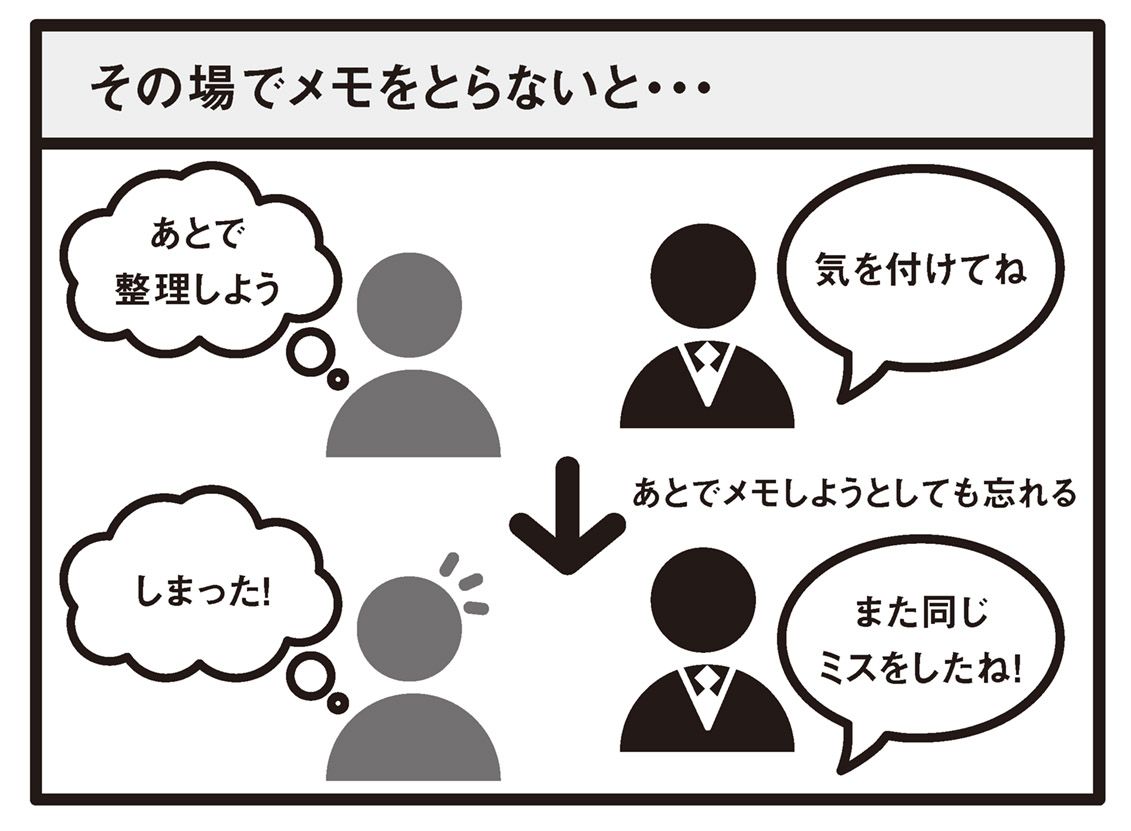 その場でメモをとらないと・・・
あとで
整理しよう
気を付けてね
あとでメモしようとしても忘れる
しまった!
また同じ
ミスをしたね!